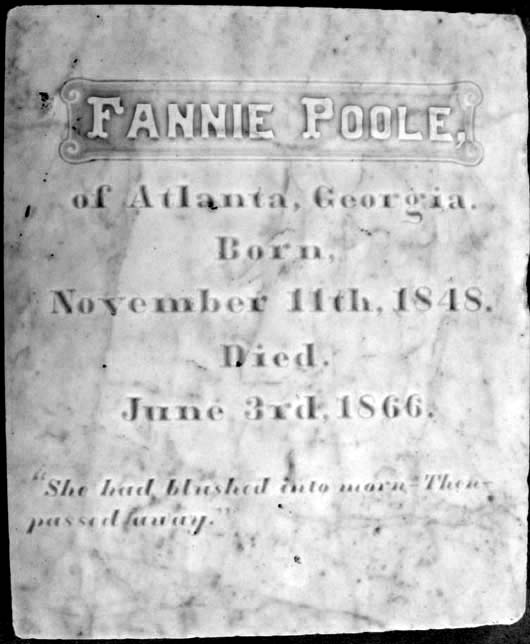 FANNIE POOLE,
of Atlanta, Georgia.
Born,
November 11th, 1848.
Died.
June 3rd, 1866.
"She had blushed into morn–Then–
passed away."